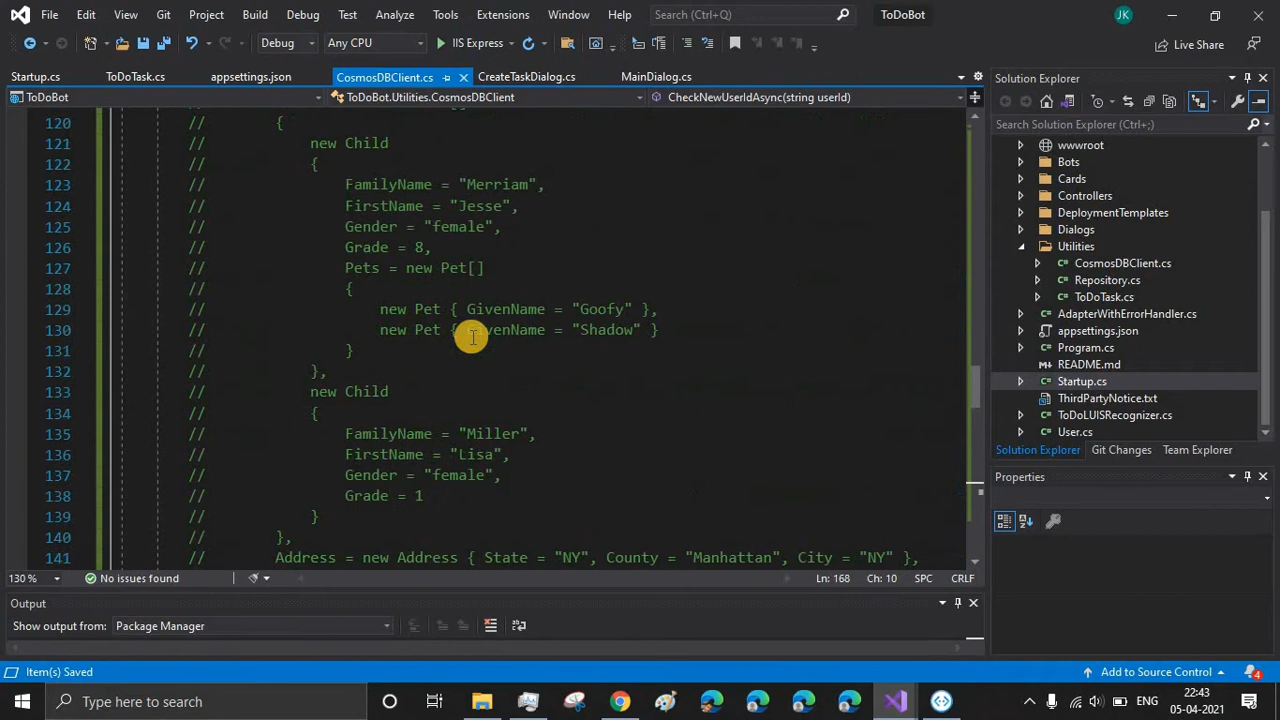 File Edit View Git Project Build Debug Test Analyze Tools Extensions Window Help Search (Ctrl+Q) ToDoBot JK
Debug Any CPU IIS Express Live Share
Startup.cs ToDoTask.cs appsettings.json CosmosDBClient.cs CreateTaskDialog.cs MainDialog.cs
ToDoBot ToDoBot.Utilities.CosmosDBClient CheckNewUserIdAsync(string userId)
120 // {
121 // new Child
122 // {
123 // FamilyName = "Merriam",
124 // FirstName = "Jesse",
125 // Gender = "female",
126 // Grade = 8,
127 // Pets = new Pet[]
128 // {
129 // new Pet { GivenName = "Goofy" },
130 // new Pet { GivenName = "Shadow" }
131 // }
132 // },
133 // new Child
134 // {
135 // FamilyName = "Miller",
136 // FirstName = "Lisa",
137 // Gender = "female",
138 // Grade = 1
139 // }
140 // },
141 // Address = new Address { State = "NY", County = "Manhattan", City = "NY" },
130 % No issues found Ln: 168 Ch: 10 SPC CRLF
Output
Show output from: Package Manager
Solution Explorer
Search Solution Explorer (Ctrl+;)
wwwroot
Bots
Cards
Controllers
DeploymentTemplates
Dialogs
Utilities
CosmosDBClient.cs
Repository.cs
ToDoTask.cs
AdapterWithErrorHandler.cs
appsettings.json
Program.cs
README.md
Startup.cs
ThirdPartyNotice.txt
ToDoLUISRecognizer.cs
User.cs
Solution Explorer Git Changes Team Explorer
Properties
Item(s) Saved Add to Source Control 4
Type here to search ENG 22:43
05-04-2021